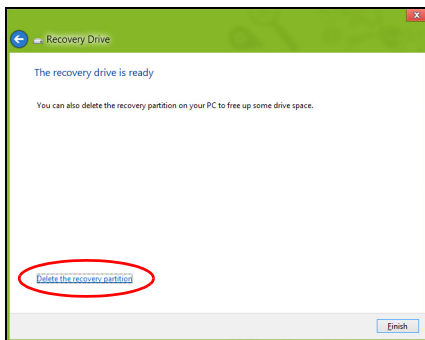 x
Recovery Drive
The recovery drive is ready
You can also delete the recovery partition on your PC to free up some drive space.
Delete the recovery partition
Finish